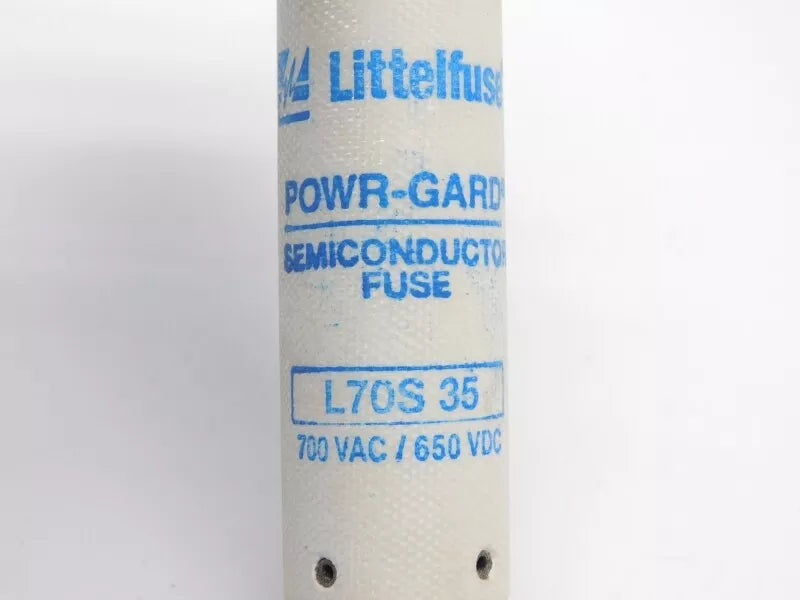 Littelfuse
POWR-GARD®
SEMICONDUCTOR
FUSE
L70S 35
700 VAC / 650 VDC